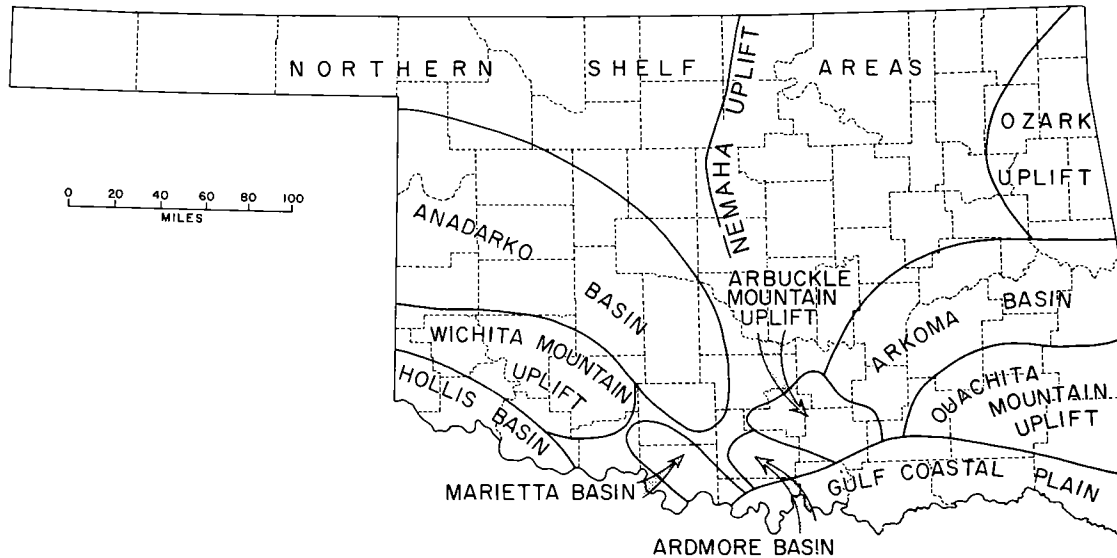 NORTHERN SHELF AREAS
NEMAHA UPLIFT
OZARK
UPLIFT
0 20 40 60 80 100
MILES
ANADARKO
BASIN
ARBUCKLE
MOUNTAIN
UPLIFT
ARKOMA
BASIN
WICHITA MOUNTAIN
UPLIFT
HOLLIS BASIN
OUACHITA
MOUNTAIN
UPLIFT
MARIETTA BASIN
GULF COASTAL PLAIN
ARDMORE BASIN